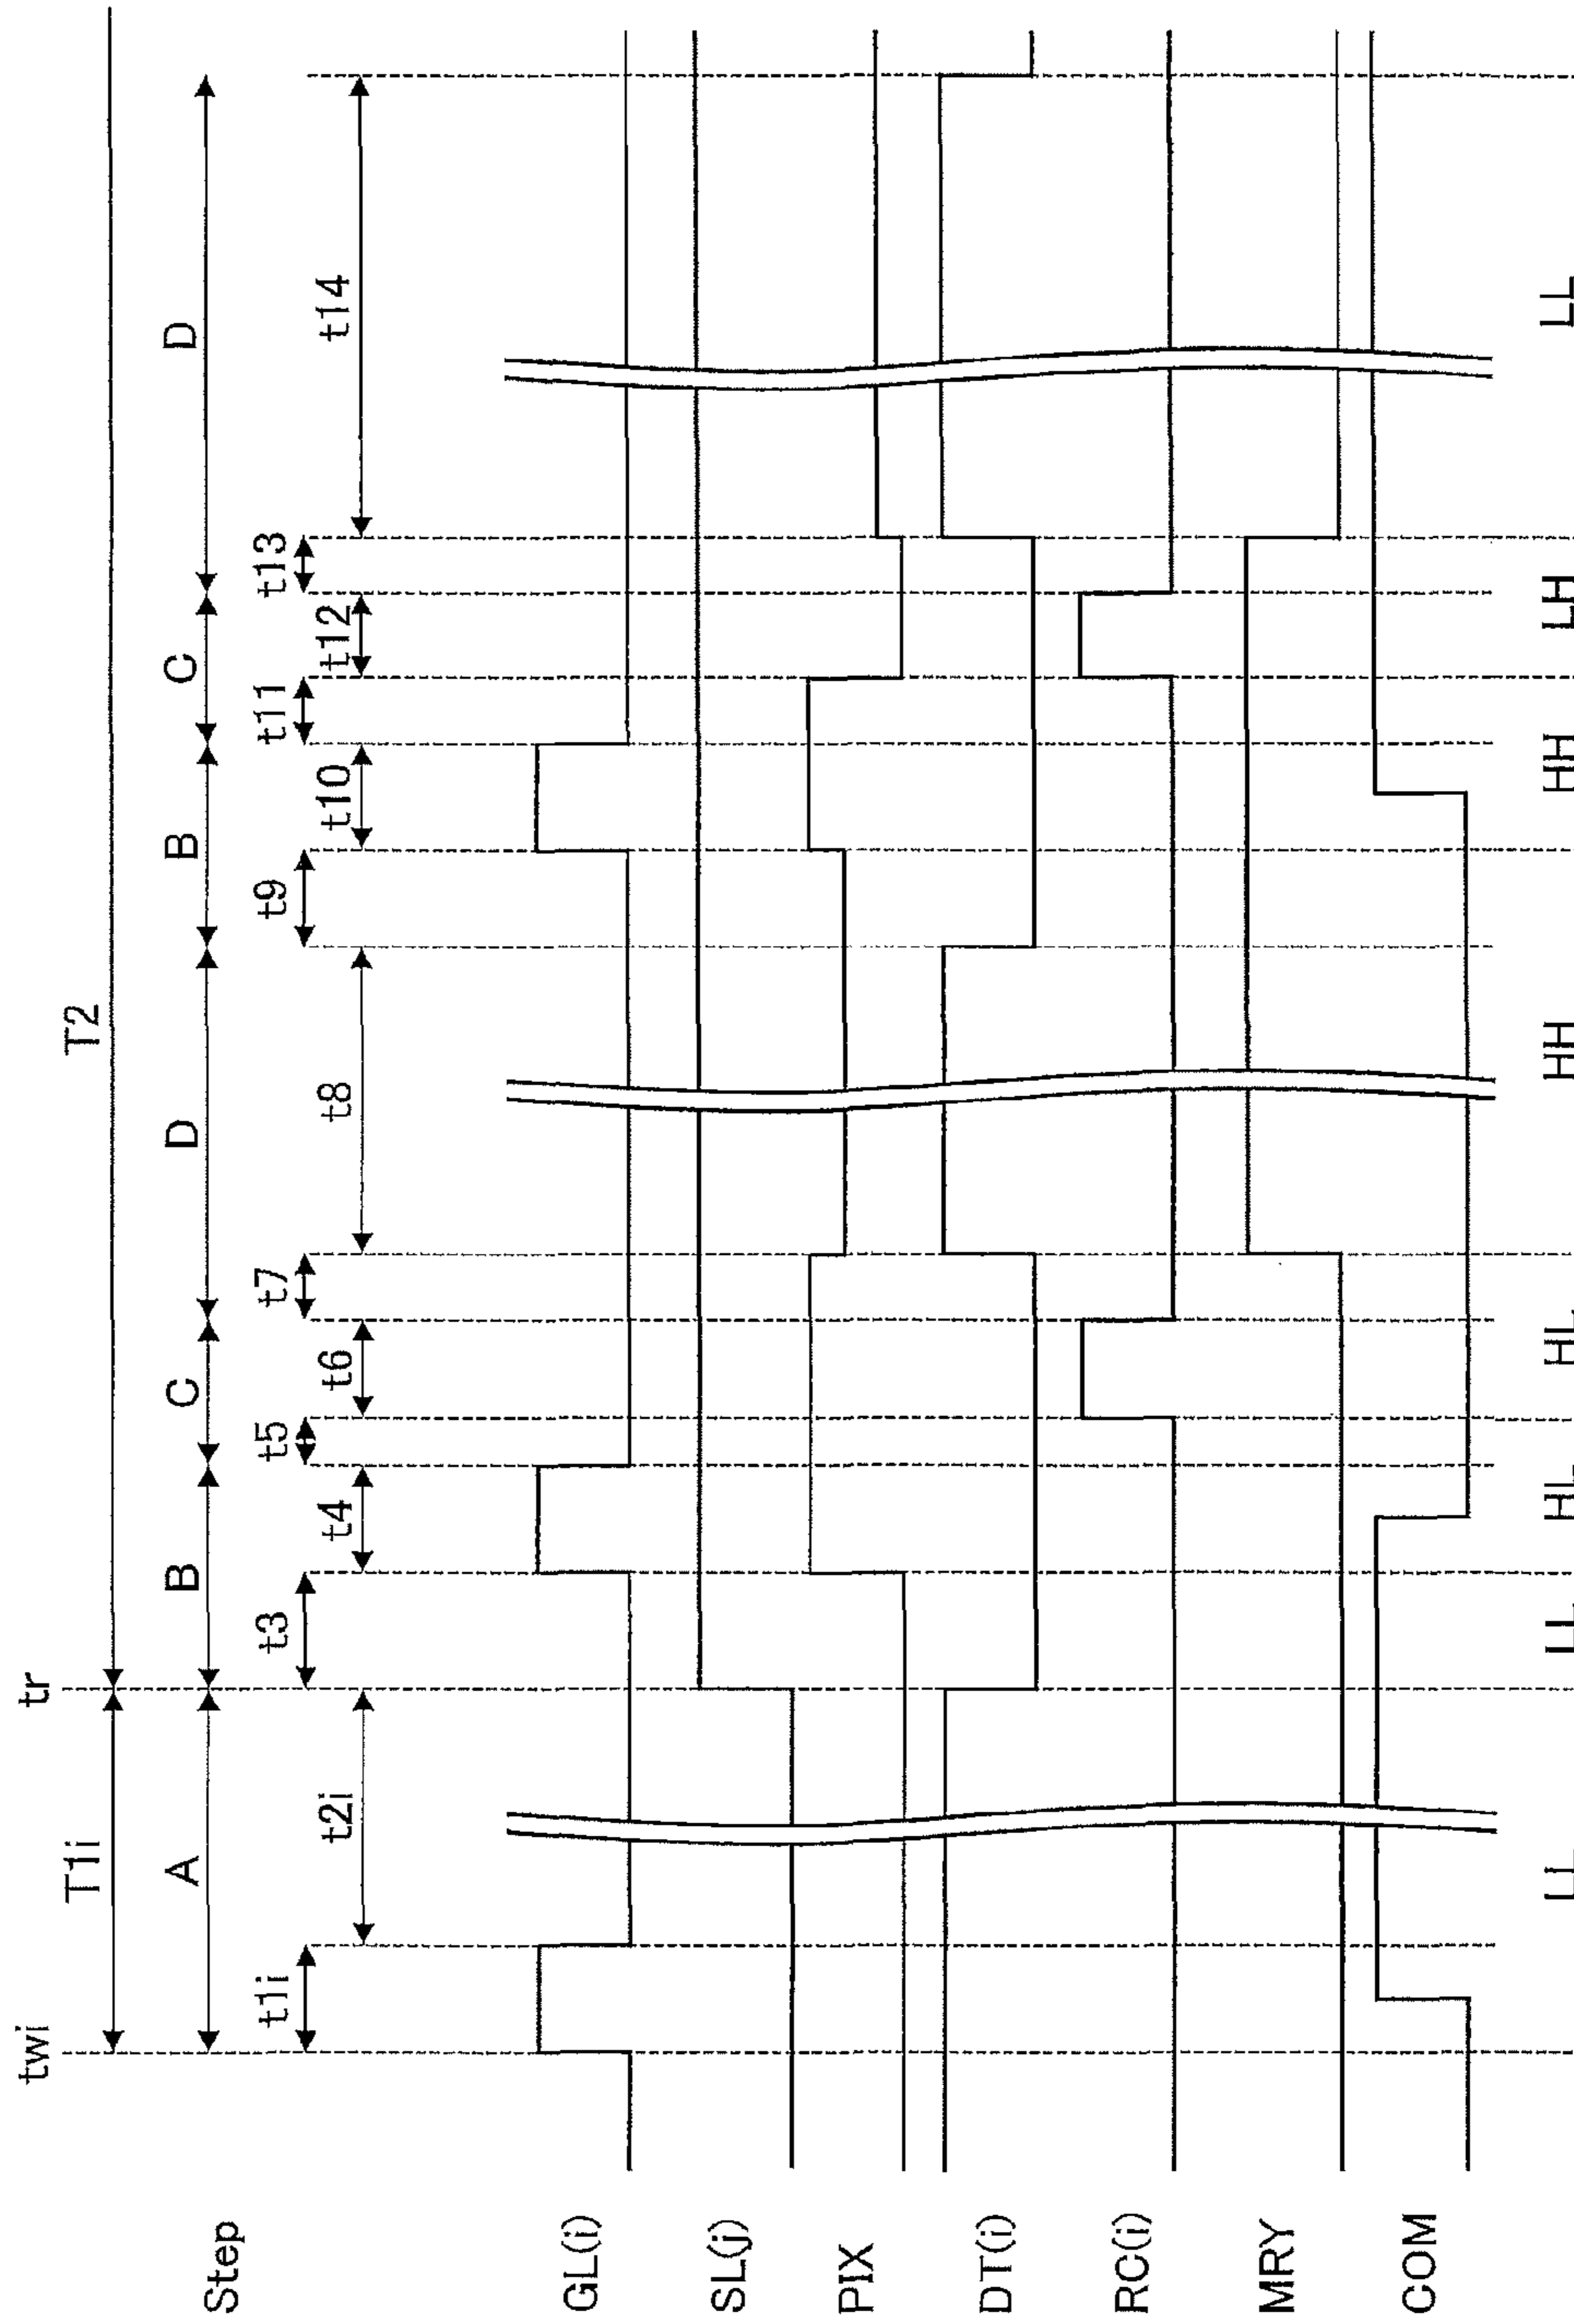 twi tr
T1i T2
Step A B C D B C D
t1i t3 t5 t7 t9 t11 t13
t2i t4 t6 t8 t10 t12 t14
GL(i)
SL(j)
PIX
DT(i)
RC(i)
MRY
COM
LL LL HL HL HH HH LH LL